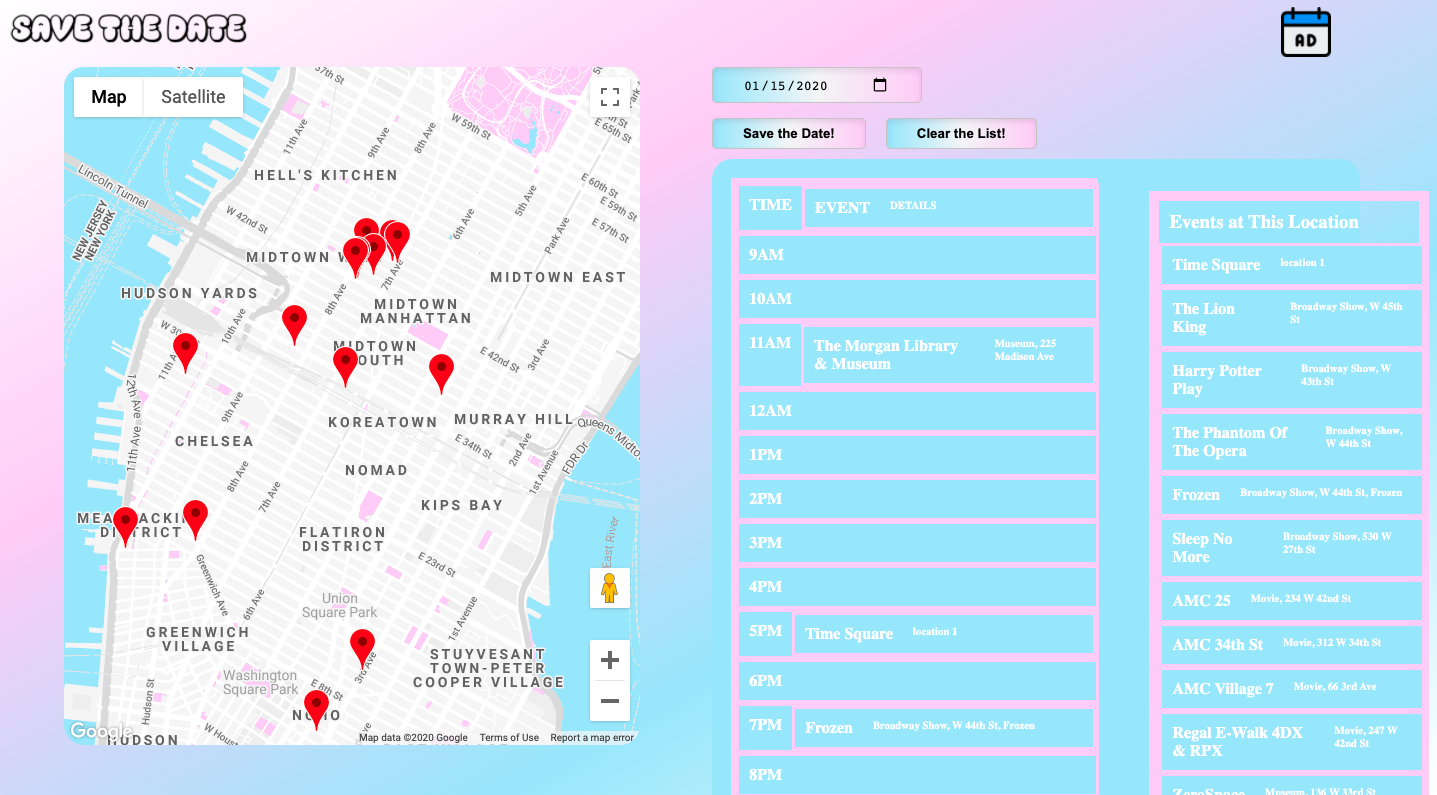 SAVE THE DATE
AD
Map
Satellite
37th St
11th Ave
9th Ave
8th Ave
W 59th St
Park Ave
E 65th St
HELL'S KITCHEN
Lincoln Tunnel
NEW JERSEY
NEW YORK
W 42nd St
5th Ave
E 60th St
E 59th St
E 57th St
6th Ave
Park Ave
MIDTOWN
7th Ave
MIDTOWN EAST
HUDSON YARDS
8th Ave
MIDTOWN
MANHATTAN
10th Ave
W 30
11th A
MIDTOWN
SOUTH
E 42nd St
3rd Ave
12th Ave
9th Ave
KOREATOWN
MURRAY HILL
Queens Midto
E 34th St
2nd Ave
1st Avenue
FDR Dr
CHELSEA
11th Ave
NOMAD
8th Ave
7th Ave
KIPS BAY
MEATPACKING
DISTRICT
FLATIRON
DISTRICT
East River
E 23rd St
Greenwich Ave
6th Ave
Union
Square Park
1st Avenue
GREENWICH
VILLAGE
3rd Ave
STUYVESANT
TOWN-PETER
COOPER VILLAGE
Washington
Square Park
E 8th St
Hudson St
NOHO
W Hous
Google
HUDSON
Map data ©2020 Google
Terms of Use
Report a map error
01/15/2020
Save the Date!
Clear the List!
TIME EVENT DETAILS
9AM
10AM
11AM The Morgan Library & Museum Museum, 225 Madison Ave
12AM
1PM
2PM
3PM
4PM
5PM Time Square location 1
6PM
7PM Frozen Broadway Show, W 44th St, Frozen
8PM
Events at This Location
Time Square location 1
The Lion King Broadway Show, W 45th St
Harry Potter Play Broadway Show, W 43th St
The Phantom Of The Opera Broadway Show, W 44th St
Frozen Broadway Show, W 44th St, Frozen
Sleep No More Broadway Show, 530 W 27th St
AMC 25 Movie, 234 W 42nd St
AMC 34th St Movie, 312 W 34th St
AMC Village 7 Movie, 66 3rd Ave
Regal E-Walk 4DX & RPX Movie, 247 W 42nd St
ZeroSpace Museum, 136 W 33rd St